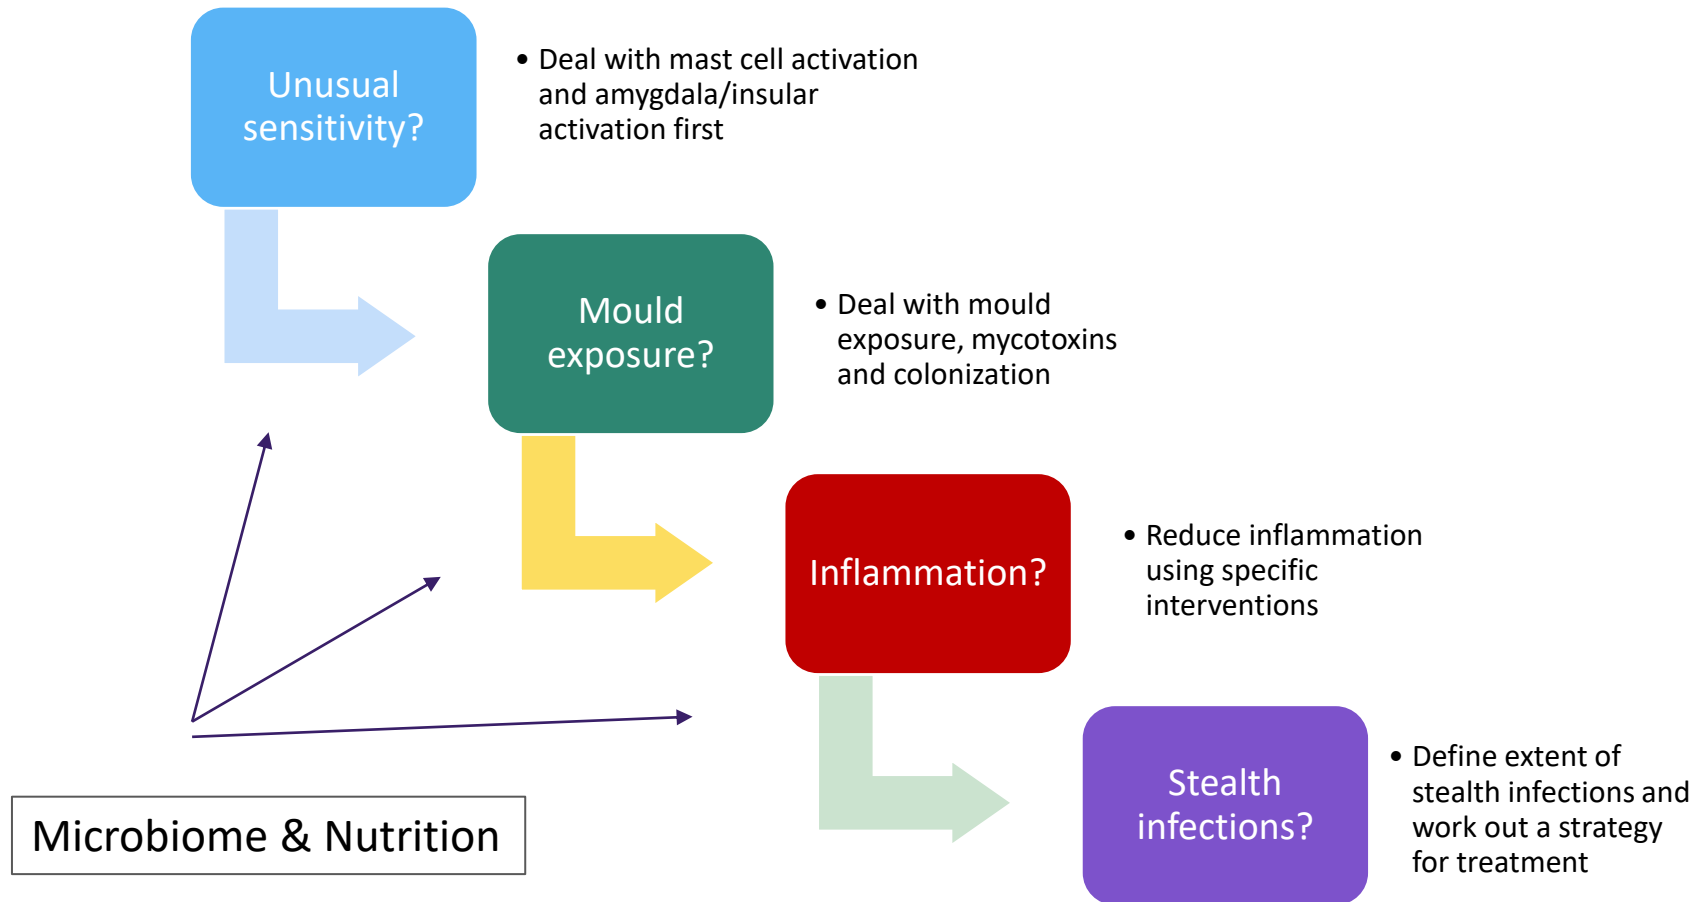 Unusual
sensitivity?
• Deal with mast cell activation
and amygdala/insular
activation first
Mould
exposure?
• Deal with mould
exposure, mycotoxins
and colonization
Inflammation?
• Reduce inflammation
using specific
interventions
Stealth
infections?
• Define extent of
stealth infections and
work out a strategy
for treatment
Microbiome & Nutrition